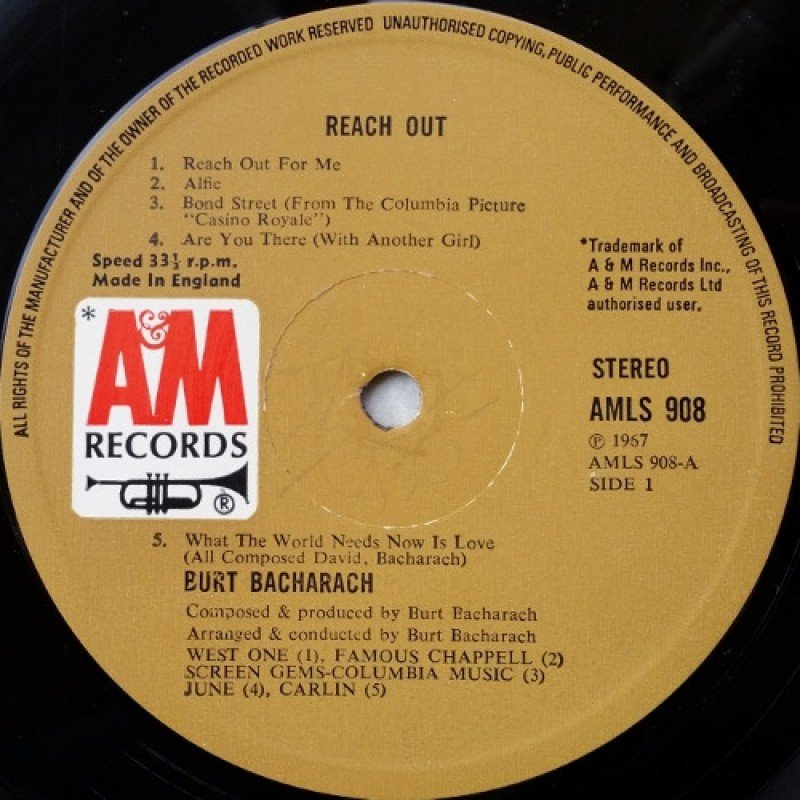 ALL RIGHTS OF THE MANUFACTURER AND OF THE OWNER OF THE RECORDED WORK RESERVED UNAUTHORISED COPYING, PUBLIC PERFORMANCE AND BROADCASTING OF THIS RECORD PROHIBITED
REACH OUT
1. Reach Out For Me
2. Alfie
3. Bond Street (From The Columbia Picture
"Casino Royale")
4. Are You There (With Another Girl)
Speed 33⅓ r.p.m.
Made In England
*Trademark of
A & M Records Inc.,
A & M Records Ltd
authorised user.
* A&M
RECORDS
®
STEREO
AMLS 908
℗ 1967
AMLS 908-A
SIDE 1
5. What The World Needs Now Is Love
(All Composed David, Bacharach)
BURT BACHARACH
Composed & produced by Burt Bacharach
Arranged & conducted by Burt Bacharach
WEST ONE (1), FAMOUS CHAPPELL (2)
SCREEN GEMS-COLUMBIA MUSIC (3)
JUNE (4), CARLIN (5)